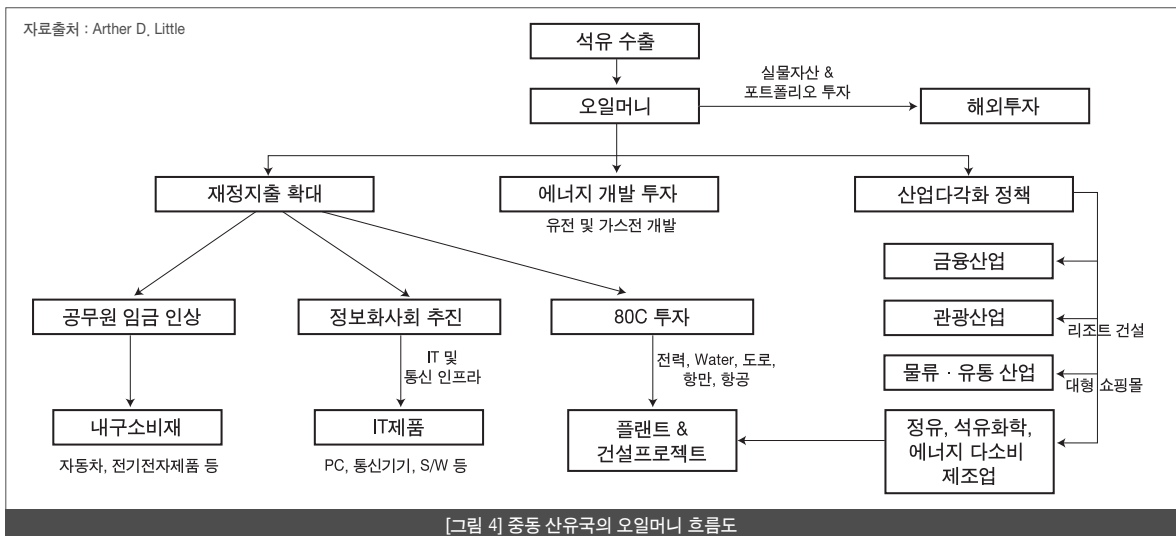 자료출처 : Arther D. Little
석유 수출
오일머니
실물자산 &
포트폴리오 투자
해외투자
재정지출 확대
에너지 개발 투자
유전 및 가스전 개발
산업다각화 정책
금융산업
공무원 임금 인상
정보화사회 추진
80C 투자
관광산업
리조트 건설
IT 및
통신 인프라
전력, Water, 도로,
항만, 항공
물류 · 유통 산업
대형 쇼핑몰
내구소비재
자동차, 전기전자제품 등
IT제품
PC, 통신기기, S/W 등
플랜트 &
건설프로젝트
정유, 석유화학,
에너지 다소비
제조업
[그림 4] 중동 산유국의 오일머니 흐름도